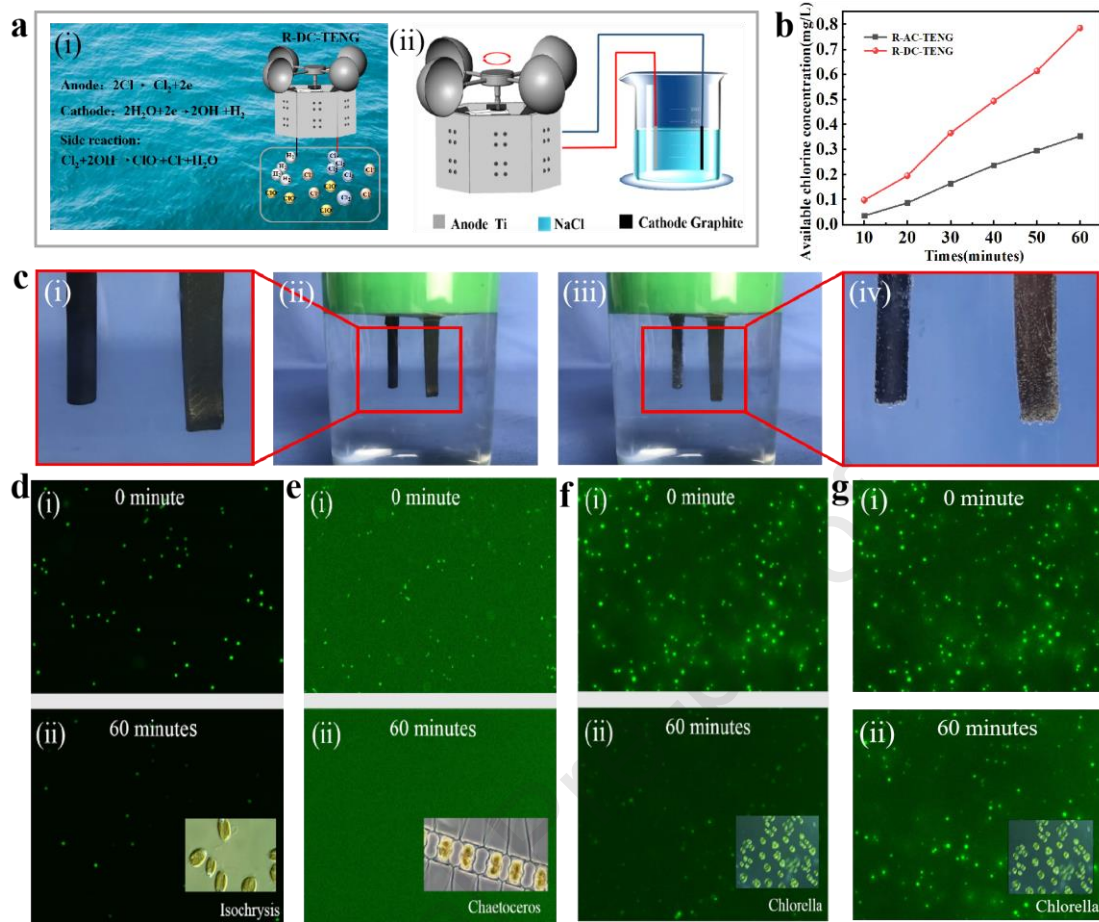 a
(i)
R-DC-TENG
Anode: 2Cl → Cl2+2e
Cathode: 2H2O+2e→2OH+H2
Side reaction:
Cl2+2OH→ClO+Cl+H2O
(ii)
Anode Ti
NaCl
Cathode Graphite
b
Available chlorine concentration(mg/L)
0.8
0.7
0.6
0.5
0.4
0.3
0.2
0.1
0.0
R-AC-TENG
R-DC-TENG
10 20 30 40 50 60
Times(minutes)
c
(i)
(ii)
(iii)
(iv)
d
(i)
0 minute
(ii)
60 minutes
Isochrysis
e
(i)
0 minute
(ii)
60 minutes
Chaetoceros
f
(i)
0 minute
(ii)
60 minutes
Chlorella
g
(i)
0 minute
(ii)
60 minutes
Chlorella